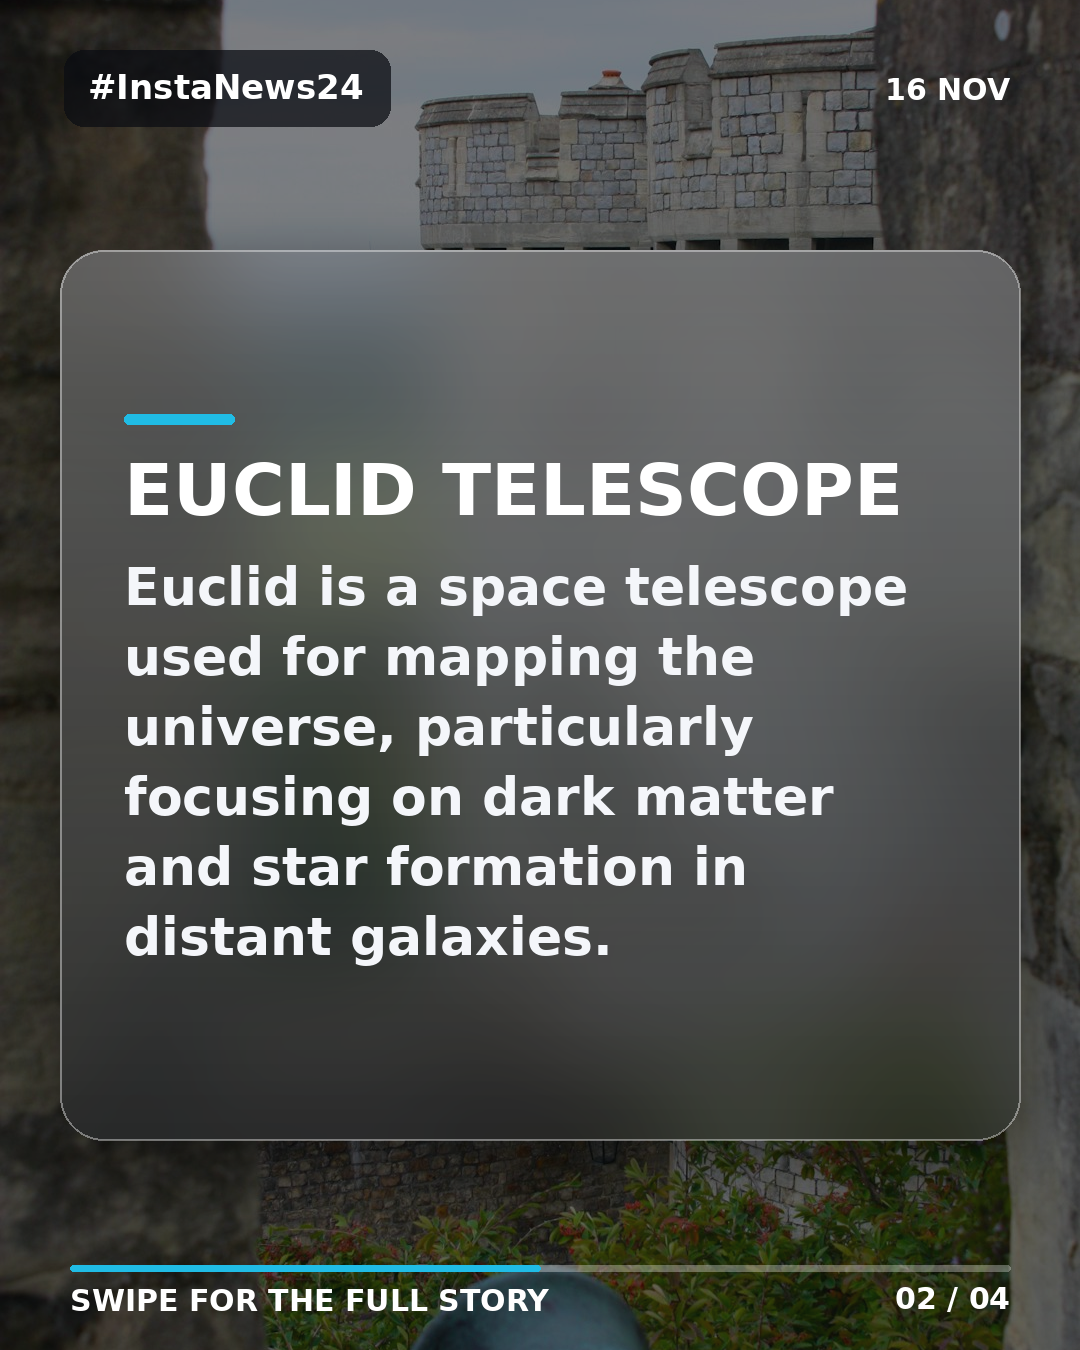 #InstaNews24
16 NOV
EUCLID TELESCOPE
Euclid is a space telescope
used for mapping the
universe, particularly
focusing on dark matter
and star formation in
distant galaxies.
SWIPE FOR THE FULL STORY
02 / 04